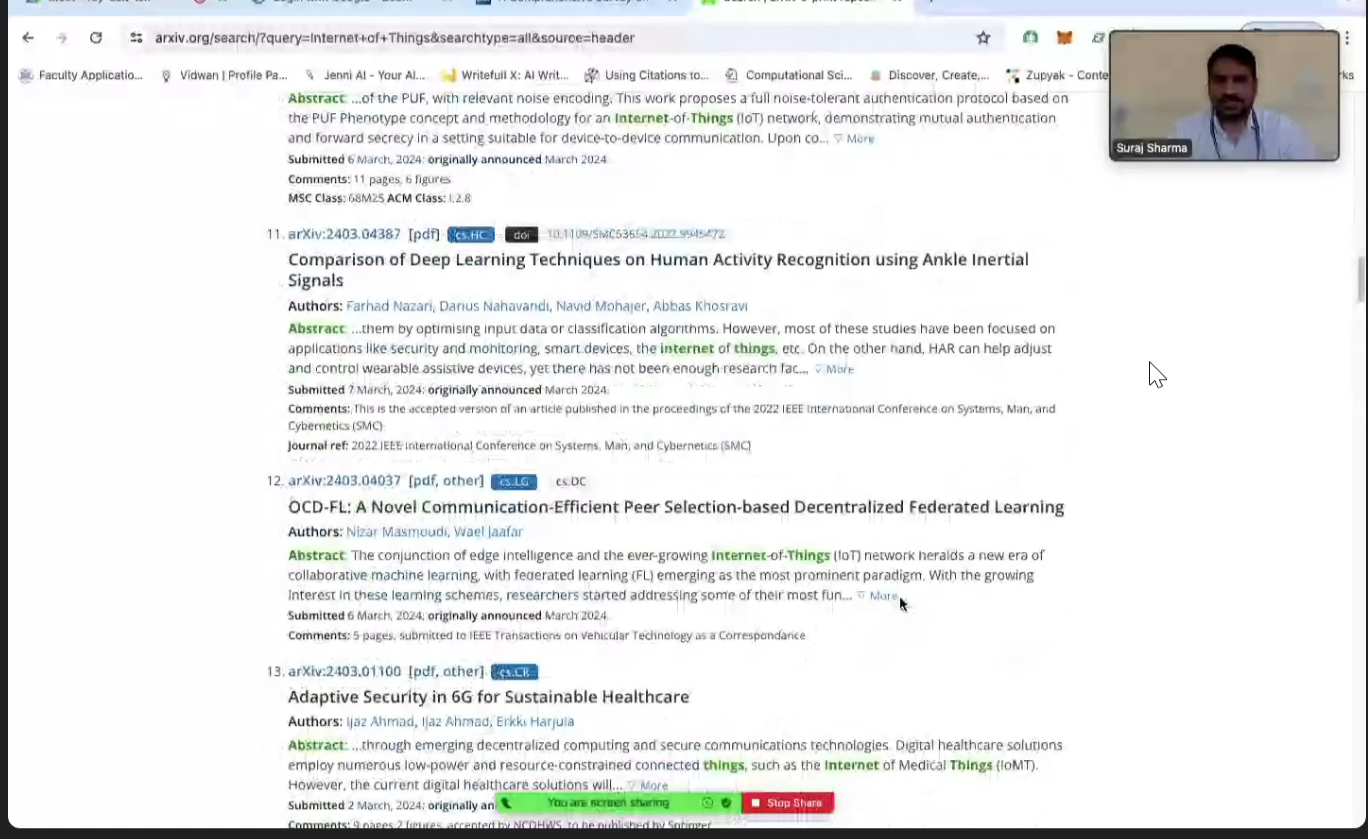 arxiv.org/search/?query=Internet+of+Things&searchtype=all&source=header
Faculty Applicatio... Vidwan | Profile Pa... Jenni AI - Your AI... Writefull X: AI Writ... Using Citations to... Computational Sci... Discover, Create,... Zupyak - Conte
Suraj Sharma
Abstract: ...of the PUF, with relevant noise encoding. This work proposes a full noise-tolerant authentication protocol based on
the PUF Phenotype concept and methodology for an Internet-of-Things (IoT) network, demonstrating mutual authentication
and forward secrecy in a setting suitable for device-to-device communication. Upon co... ▽ More
Submitted 6 March, 2024; originally announced March 2024.
Comments: 11 pages, 6 figures
MSC Class: 68M25 ACM Class: I.2.8
11. arXiv:2403.04387 [pdf] cs.HC doi
Comparison of Deep Learning Techniques on Human Activity Recognition using Ankle Inertial
Signals
Authors: Farhad Nazari, Darius Nahavandi, Navid Mohajer, Abbas Khosravi
Abstract: ...them by optimising input data or classification algorithms. However, most of these studies have been focused on
applications like security and monitoring, smart devices, the internet of things, etc. On the other hand, HAR can help adjust
and control wearable assistive devices, yet there has not been enough research fac... ▽ More
Submitted 7 March, 2024; originally announced March 2024.
Comments: This is the accepted version of an article published in the proceedings of the 2022 IEEE International Conference on Systems, Man, and
Cybernetics (SMC)
Journal ref: 2022 IEEE International Conference on Systems, Man, and Cybernetics (SMC)
12. arXiv:2403.04037 [pdf, other] cs.LG cs.DC
OCD-FL: A Novel Communication-Efficient Peer Selection-based Decentralized Federated Learning
Authors: Nizar Masmoudi, Wael Jaafar
Abstract: The conjunction of edge intelligence and the ever-growing Internet-of-Things (IoT) network heralds a new era of
collaborative machine learning, with federated learning (FL) emerging as the most prominent paradigm. With the growing
interest in these learning schemes, researchers started addressing some of their most fun... ▽ More
Submitted 6 March, 2024; originally announced March 2024.
Comments: 5 pages, submitted to IEEE Transactions on Vehicular Technology as a Correspondance
13. arXiv:2403.01100 [pdf, other] cs.CR
Adaptive Security in 6G for Sustainable Healthcare
Authors: Ijaz Ahmad, Ijaz Ahmad, Erkki Harjula
Abstract: ...through emerging decentralized computing and secure communications technologies. Digital healthcare solutions
employ numerous low-power and resource-constrained connected things, such as the Internet of Medical Things (IoMT).
However, the current digital healthcare solutions will... ▽ More
Submitted 2 March, 2024; originally an
You are screen sharing Stop Share
Comments: 9 pages 2 figures, accepted by NCDHWS, to be published by Springer